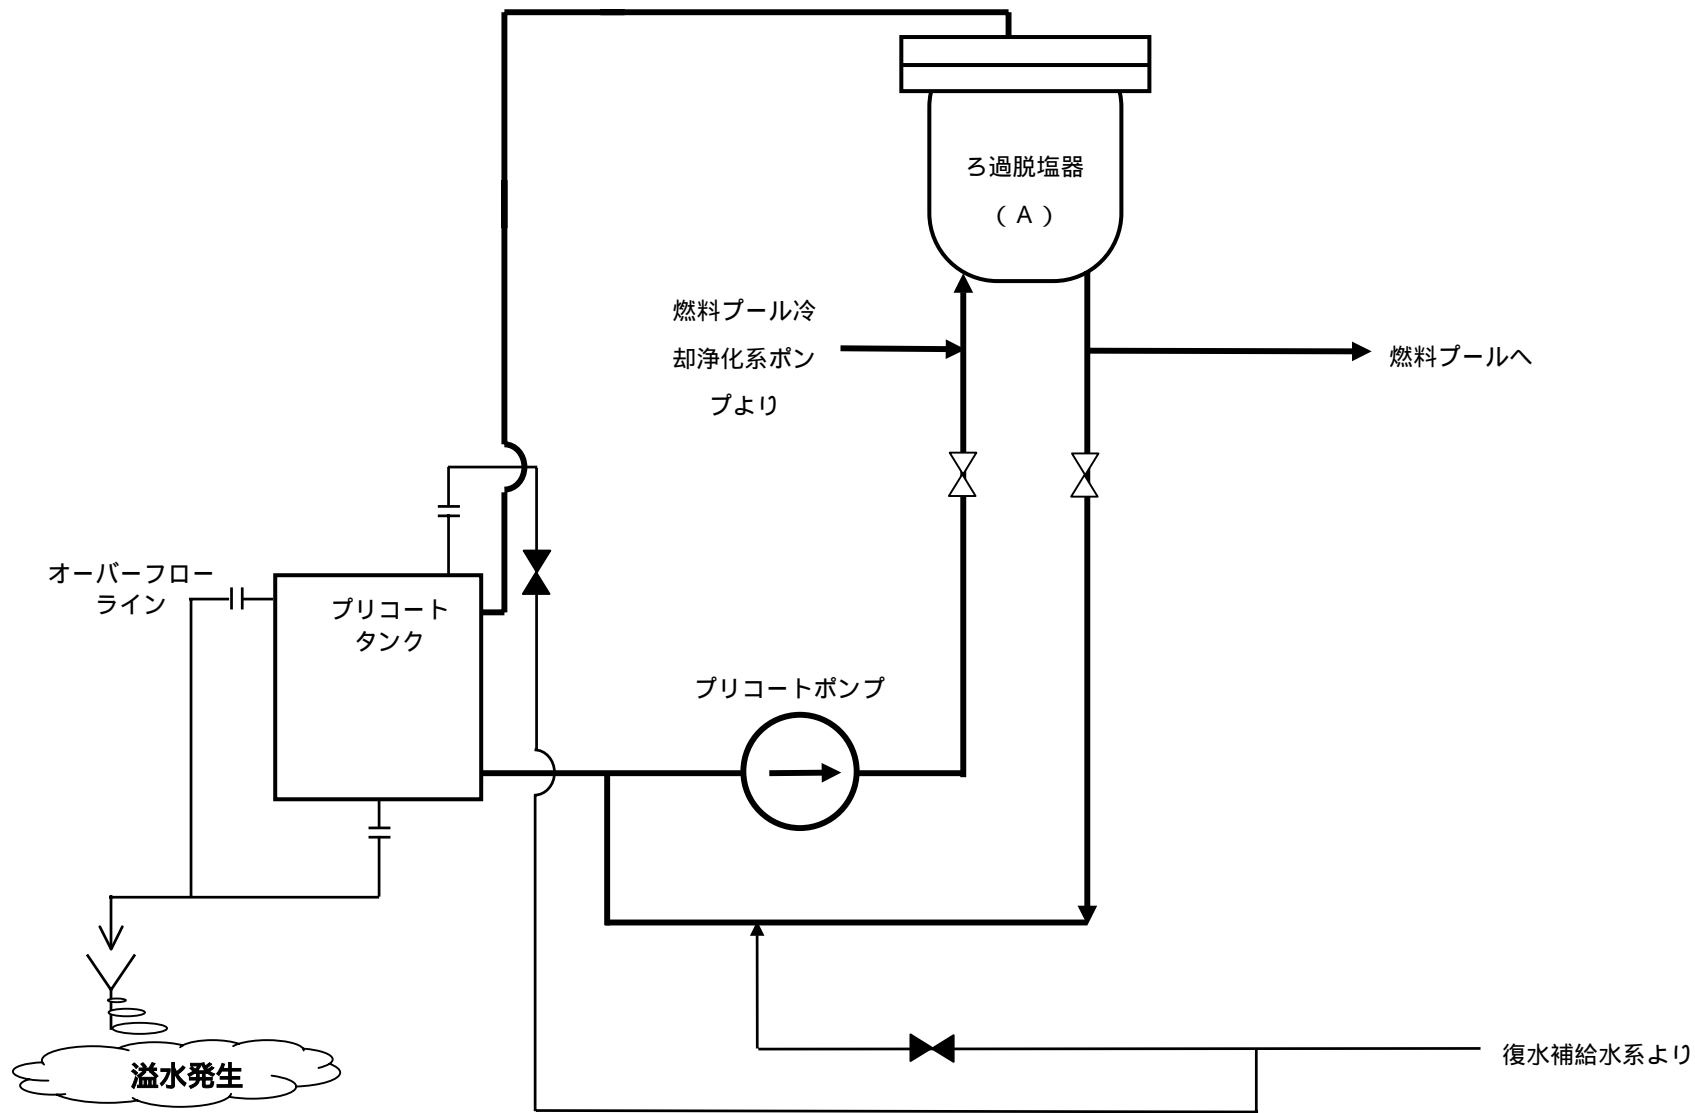 ろ過脱塩器
（Ａ）
燃料プール冷
却浄化系ポン
プより
燃料プールへ
オーバーフロー
ライン
プリコート
タンク
プリコートポンプ
復水補給水系より
溢水発生